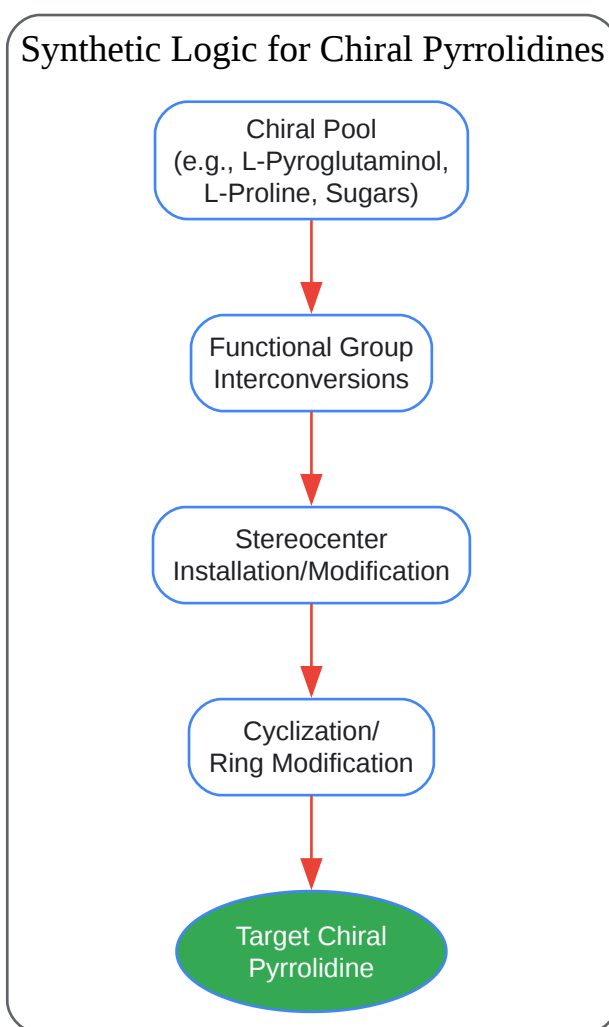 Synthetic Logic for Chiral Pyrrolidines
Chiral Pool
(e.g., L-Pyroglutaminol,
L-Proline, Sugars)
Functional Group
Interconversions
Stereocenter
Installation/Modification
Cyclization/
Ring Modification
Target Chiral
Pyrrolidine